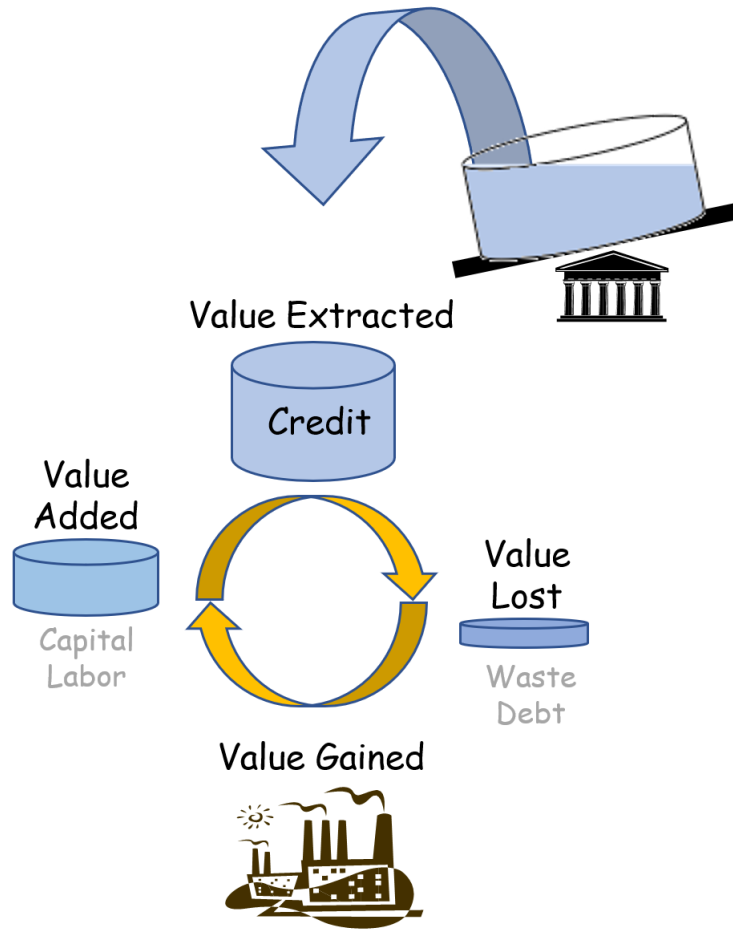 Value Extracted
Credit
Value
Added
Capital
Labor
Value
Lost
Waste
Debt
Value Gained